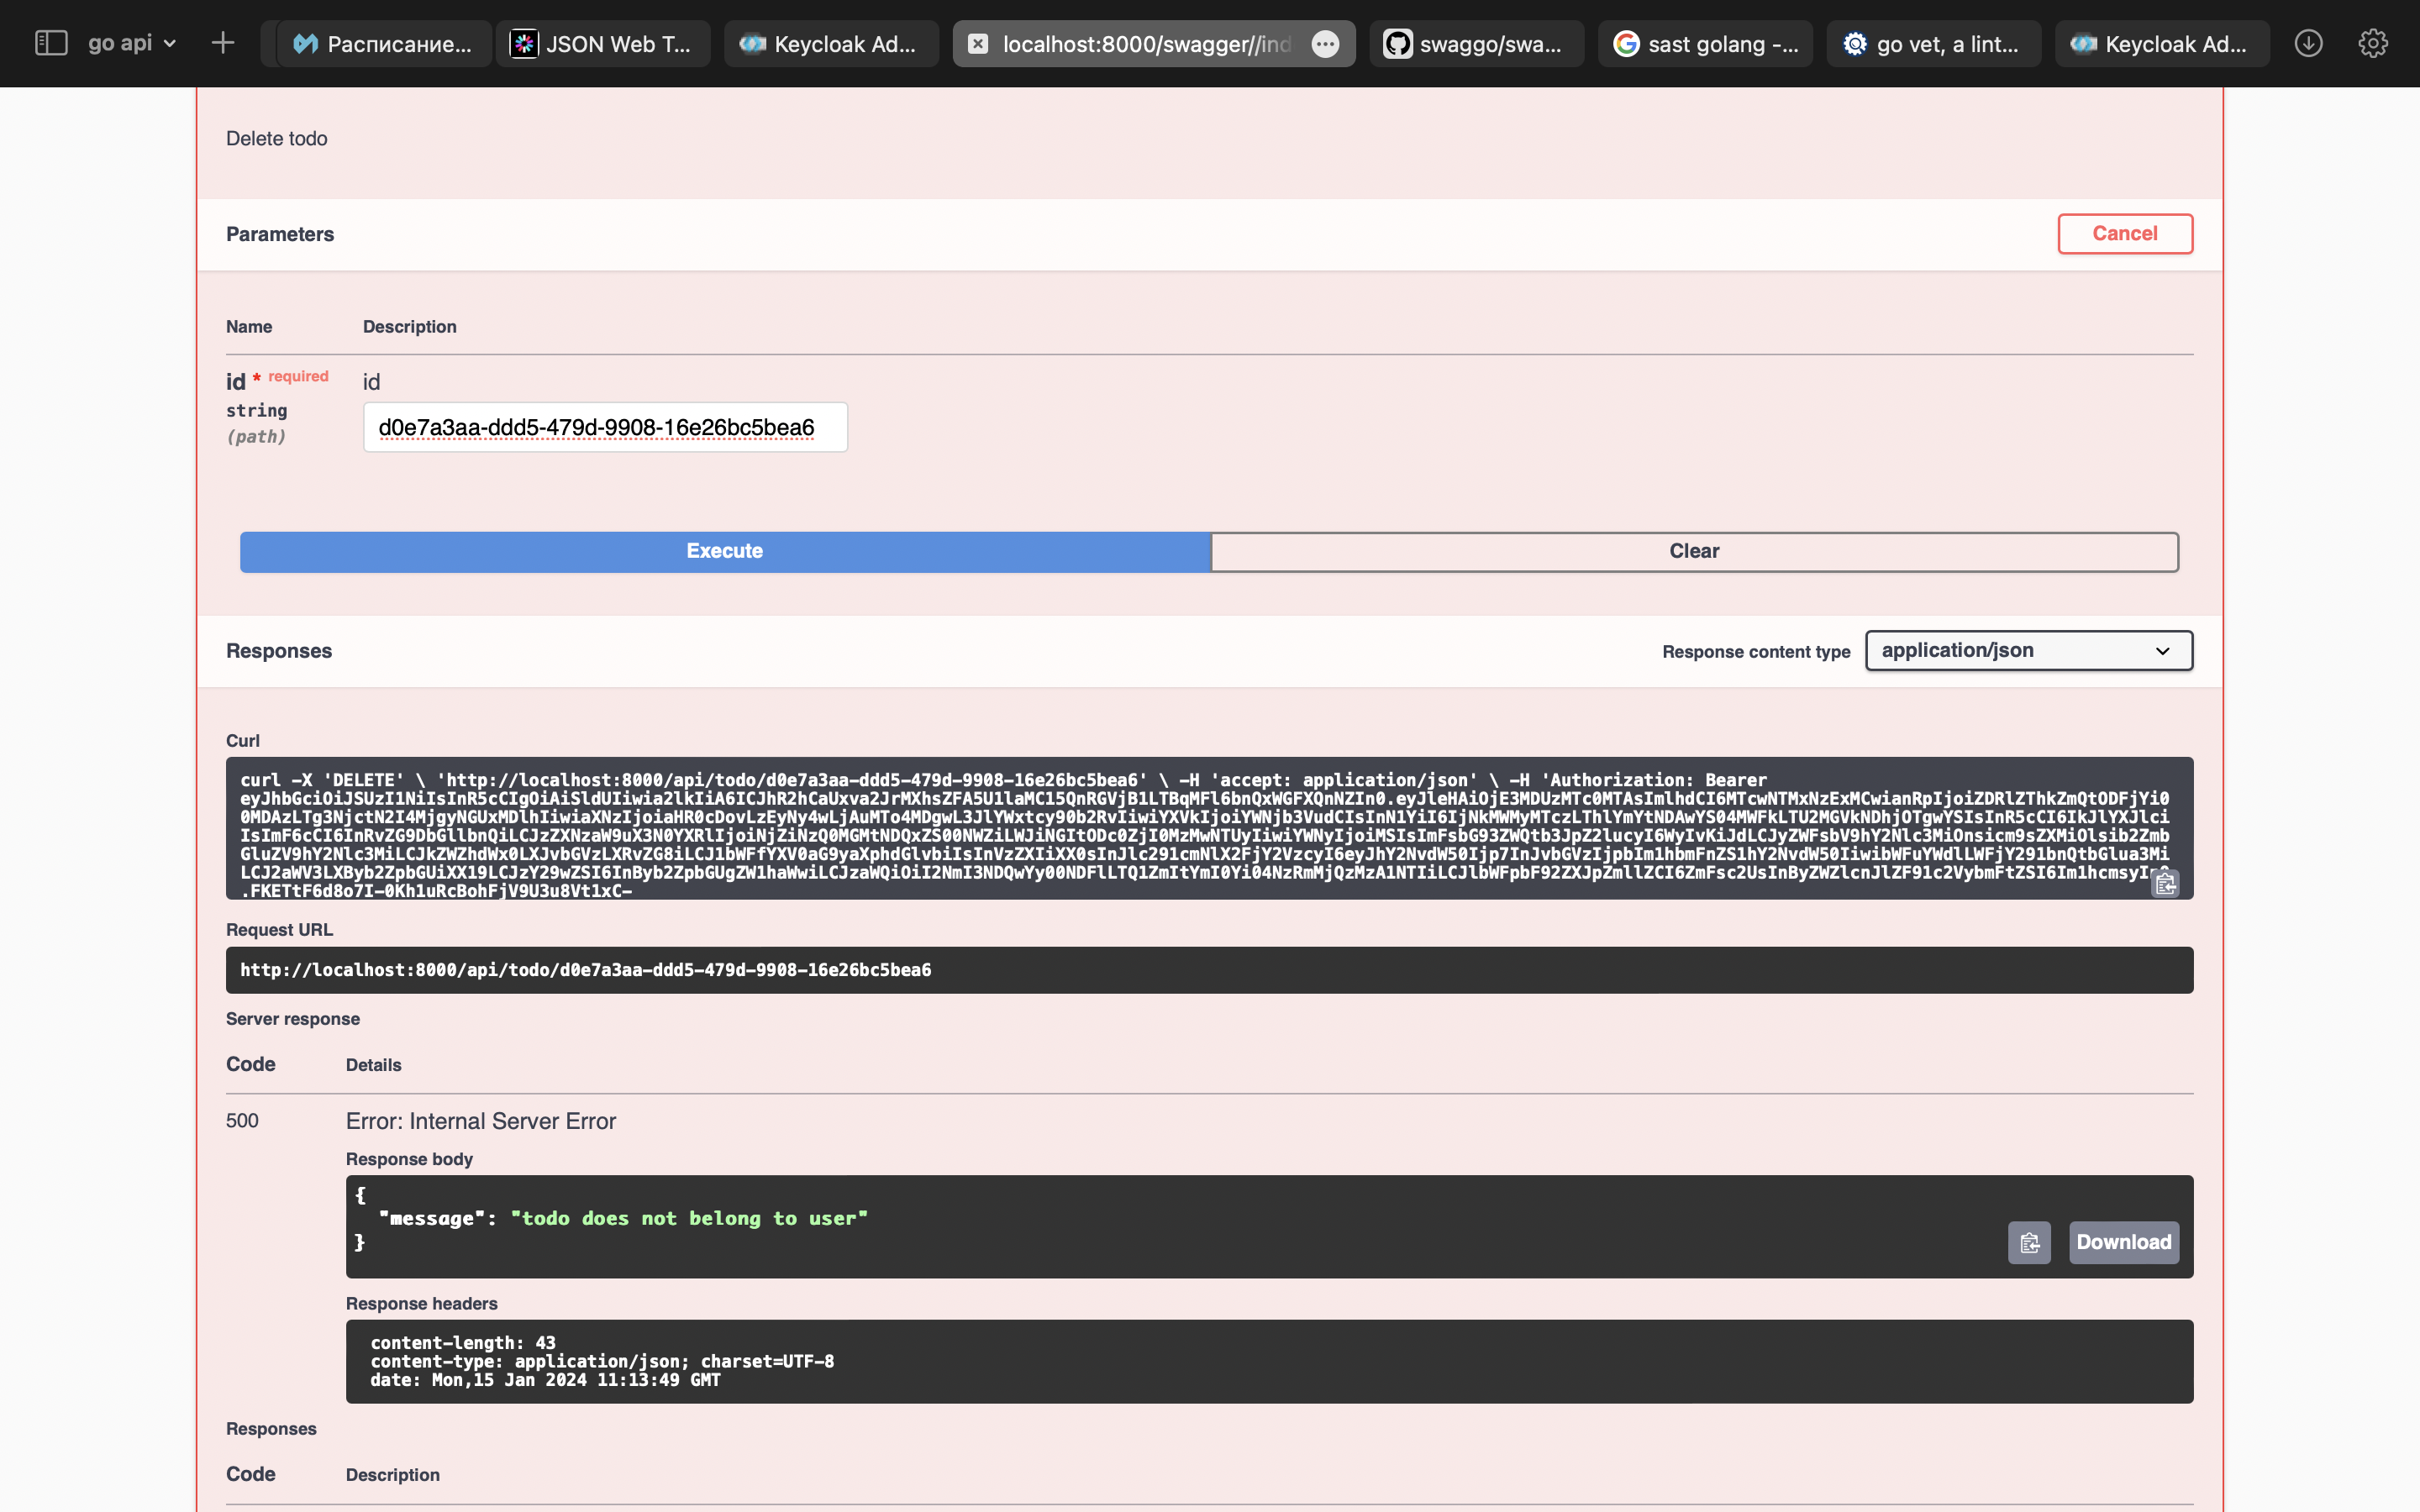 go api
Расписание...
JSON Web T...
Keycloak Ad...
localhost:8000/swagger//ind
swaggo/swa...
sast golang -...
go vet, a lint...
Keycloak Ad...
Delete todo
Parameters
Cancel
Name Description
id * required id
string
(path)
d0e7a3aa-ddd5-479d-9908-16e26bc5bea6
Execute Clear
Responses Response content type application/json
Curl
curl -X 'DELETE' \ 'http://localhost:8000/api/todo/d0e7a3aa-ddd5-479d-9908-16e26bc5bea6' \ -H 'accept: application/json' \ -H 'Authorization: Bearer
Request URL
http://localhost:8000/api/todo/d0e7a3aa-ddd5-479d-9908-16e26bc5bea6
Server response
Code Details
500 Error: Internal Server Error
Response body
{
"message": "todo does not belong to user"
}
Download
Response headers
content-length: 43
content-type: application/json; charset=UTF-8
date: Mon,15 Jan 2024 11:13:49 GMT
Responses
Code Description